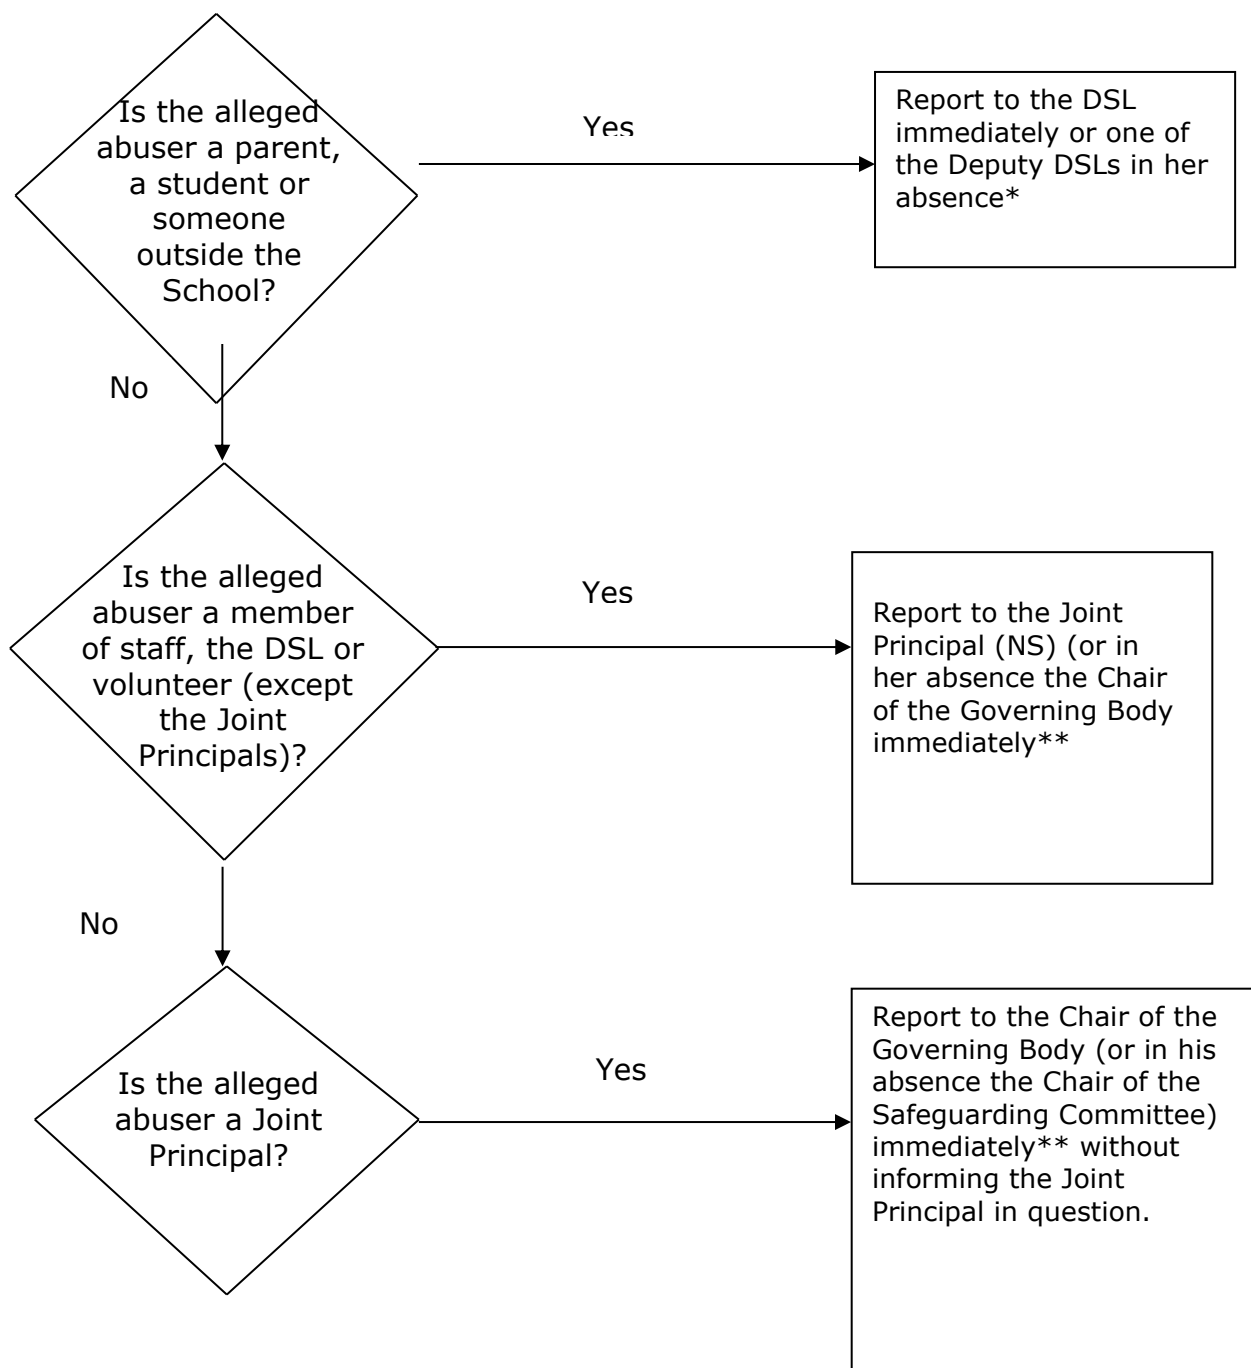 Is the alleged
abuser a parent,
a student or
someone
outside the
School?
Yes
Report to the DSL
immediately or one of
the Deputy DSLs in her
absence*
No
Is the alleged
abuser a member
of staff, the DSL or
volunteer (except
the Joint
Principals)?
Yes
Report to the Joint
Principal (NS) (or in
her absence the Chair
of the Governing Body
immediately**
No
Is the alleged
abuser a Joint
Principal?
Yes
Report to the Chair of the
Governing Body (or in his
absence the Chair of the
Safeguarding Committee)
immediately** without
informing the Joint
Principal in question.